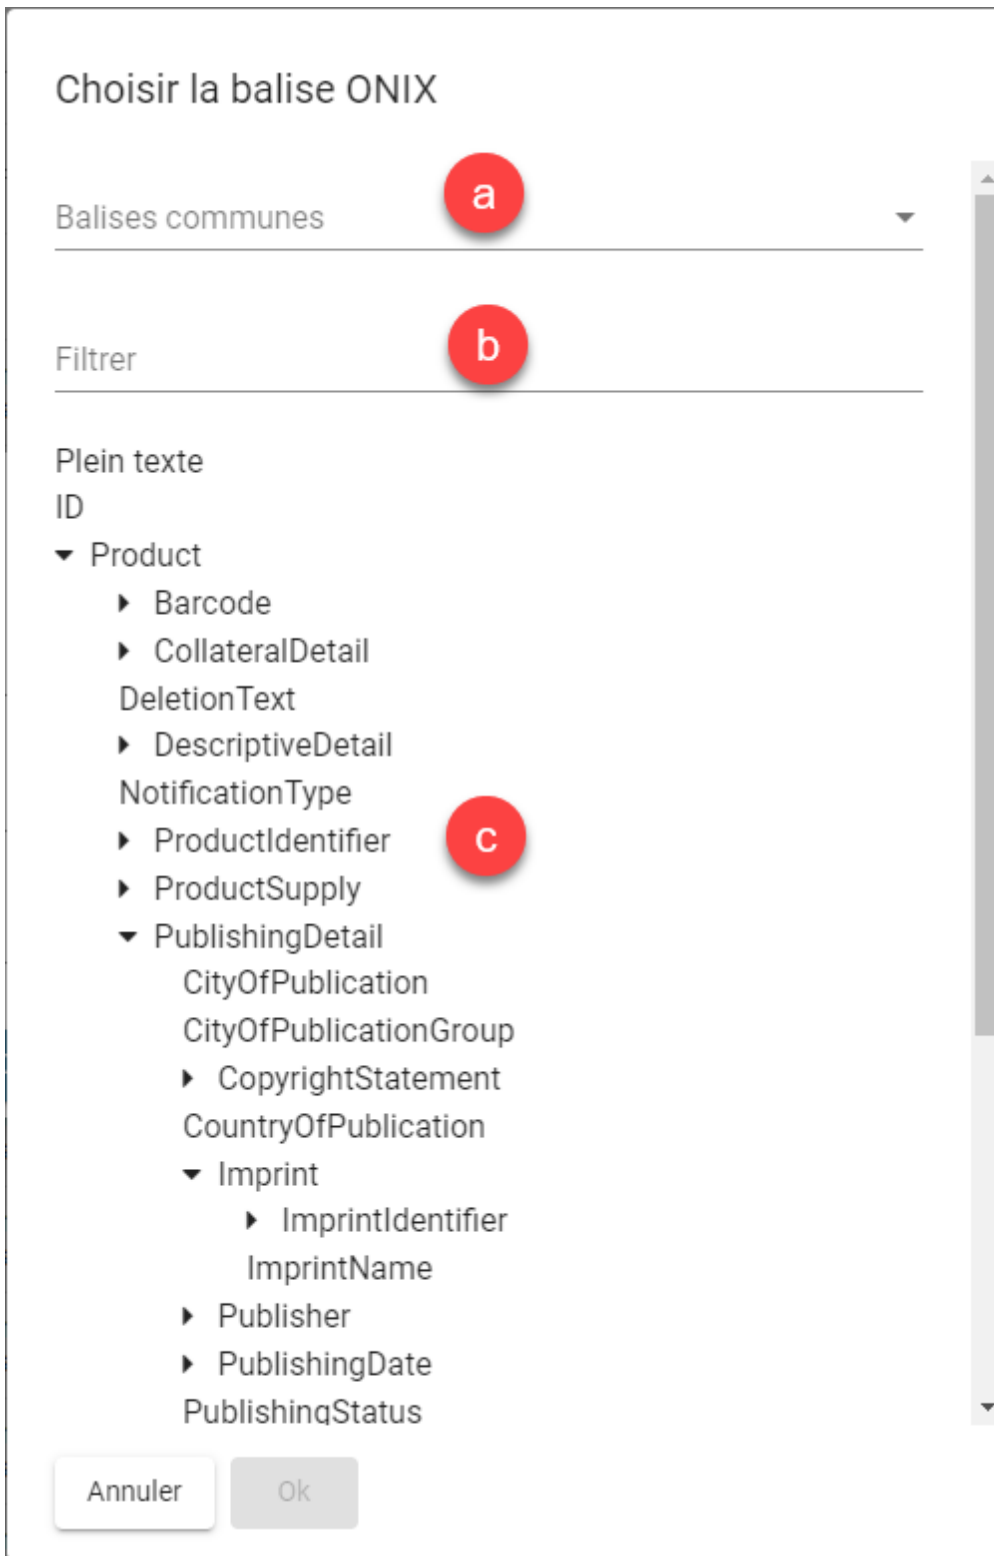 Choisir la balise ONIX
a
Balises communes
b
Filtrer
Plein texte
ID
Product
Barcode
CollateralDetail
DeletionText
DescriptiveDetail
NotificationType
ProductIdentifier
c
ProductSupply
PublishingDetail
CityOfPublication
CityOfPublicationGroup
CopyrightStatement
CountryOfPublication
Imprint
ImprintIdentifier
ImprintName
Publisher
PublishingDate
PublishingStatus
Annuler Ok